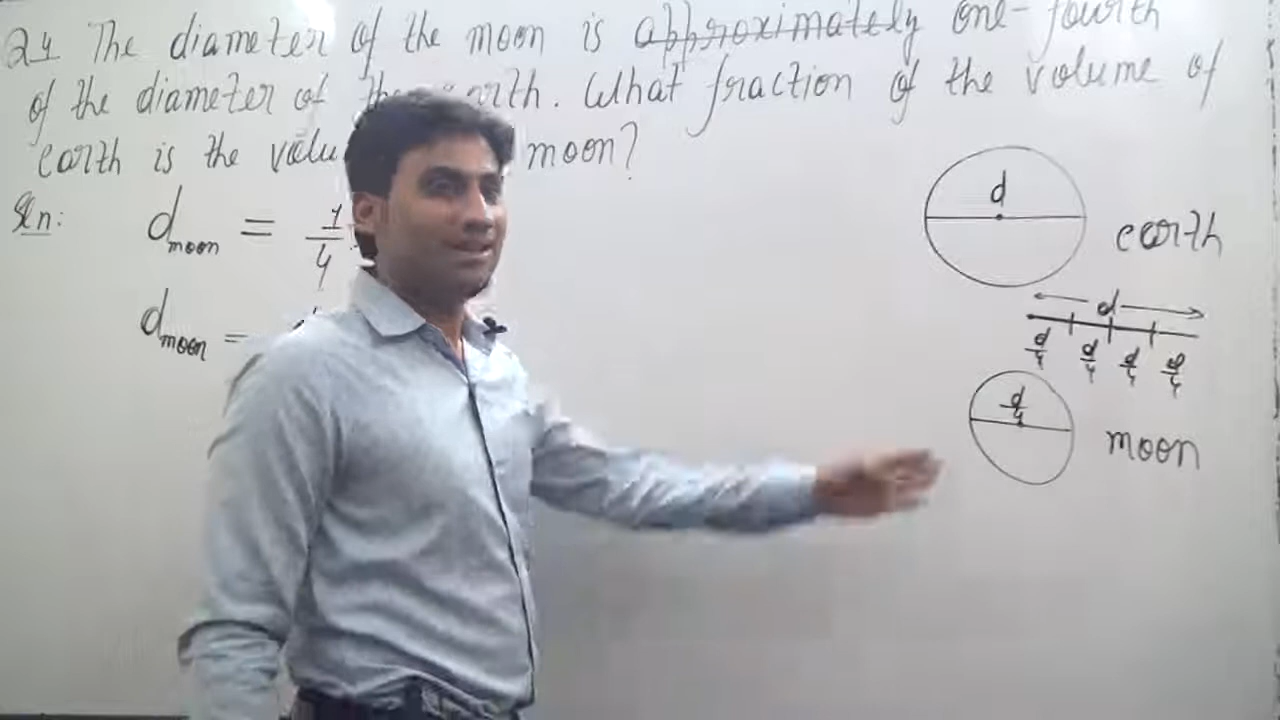 Q4 The diameter of the moon is approximately one-fourth
of the diameter of the earth. What fraction of the volume of
earth is the volu moon?
Sln:
d moon = 1/4
d moon =
d
earth
d
d/4 d/4 d/4 d/4
d/4
moon